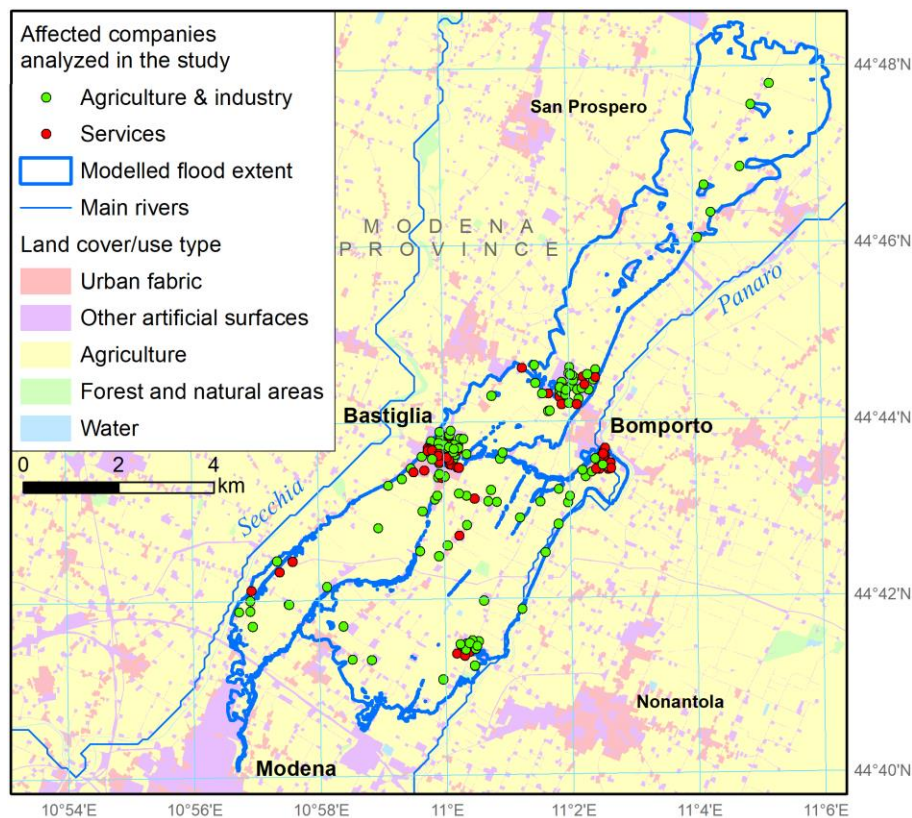 Affected companies
analyzed in the study
Agriculture & industry
Services
Modelled flood extent
Main rivers
Land cover/use type
Urban fabric
Other artificial surfaces
Agriculture
Forest and natural areas
Water
0 2 4
km
San Prospero
MODENA
PROVINCE
Panaro
Bastiglia
Bomporto
Secchia
Nonantola
Modena
44°48'N
44°46'N
44°44'N
44°42'N
44°40'N
10°54'E 10°56'E 10°58'E 11°E 11°2'E 11°4'E 11°6'E